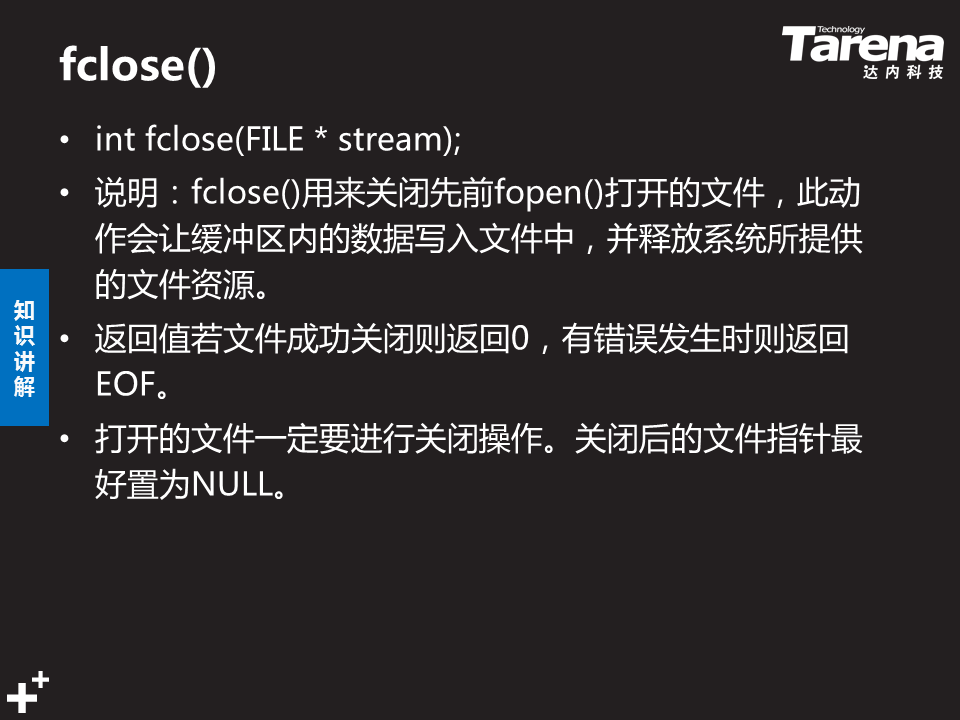 fclose()
Technology
Tarena
达内科技
• int fclose(FILE * stream);
• 说明：fclose()用来关闭先前fopen()打开的文件，此动
作会让缓冲区内的数据写入文件中，并释放系统所提供
的文件资源。
• 返回值若文件成功关闭则返回0，有错误发生时则返回
EOF。
• 打开的文件一定要进行关闭操作。关闭后的文件指针最
好置为NULL。
知
识
讲
解